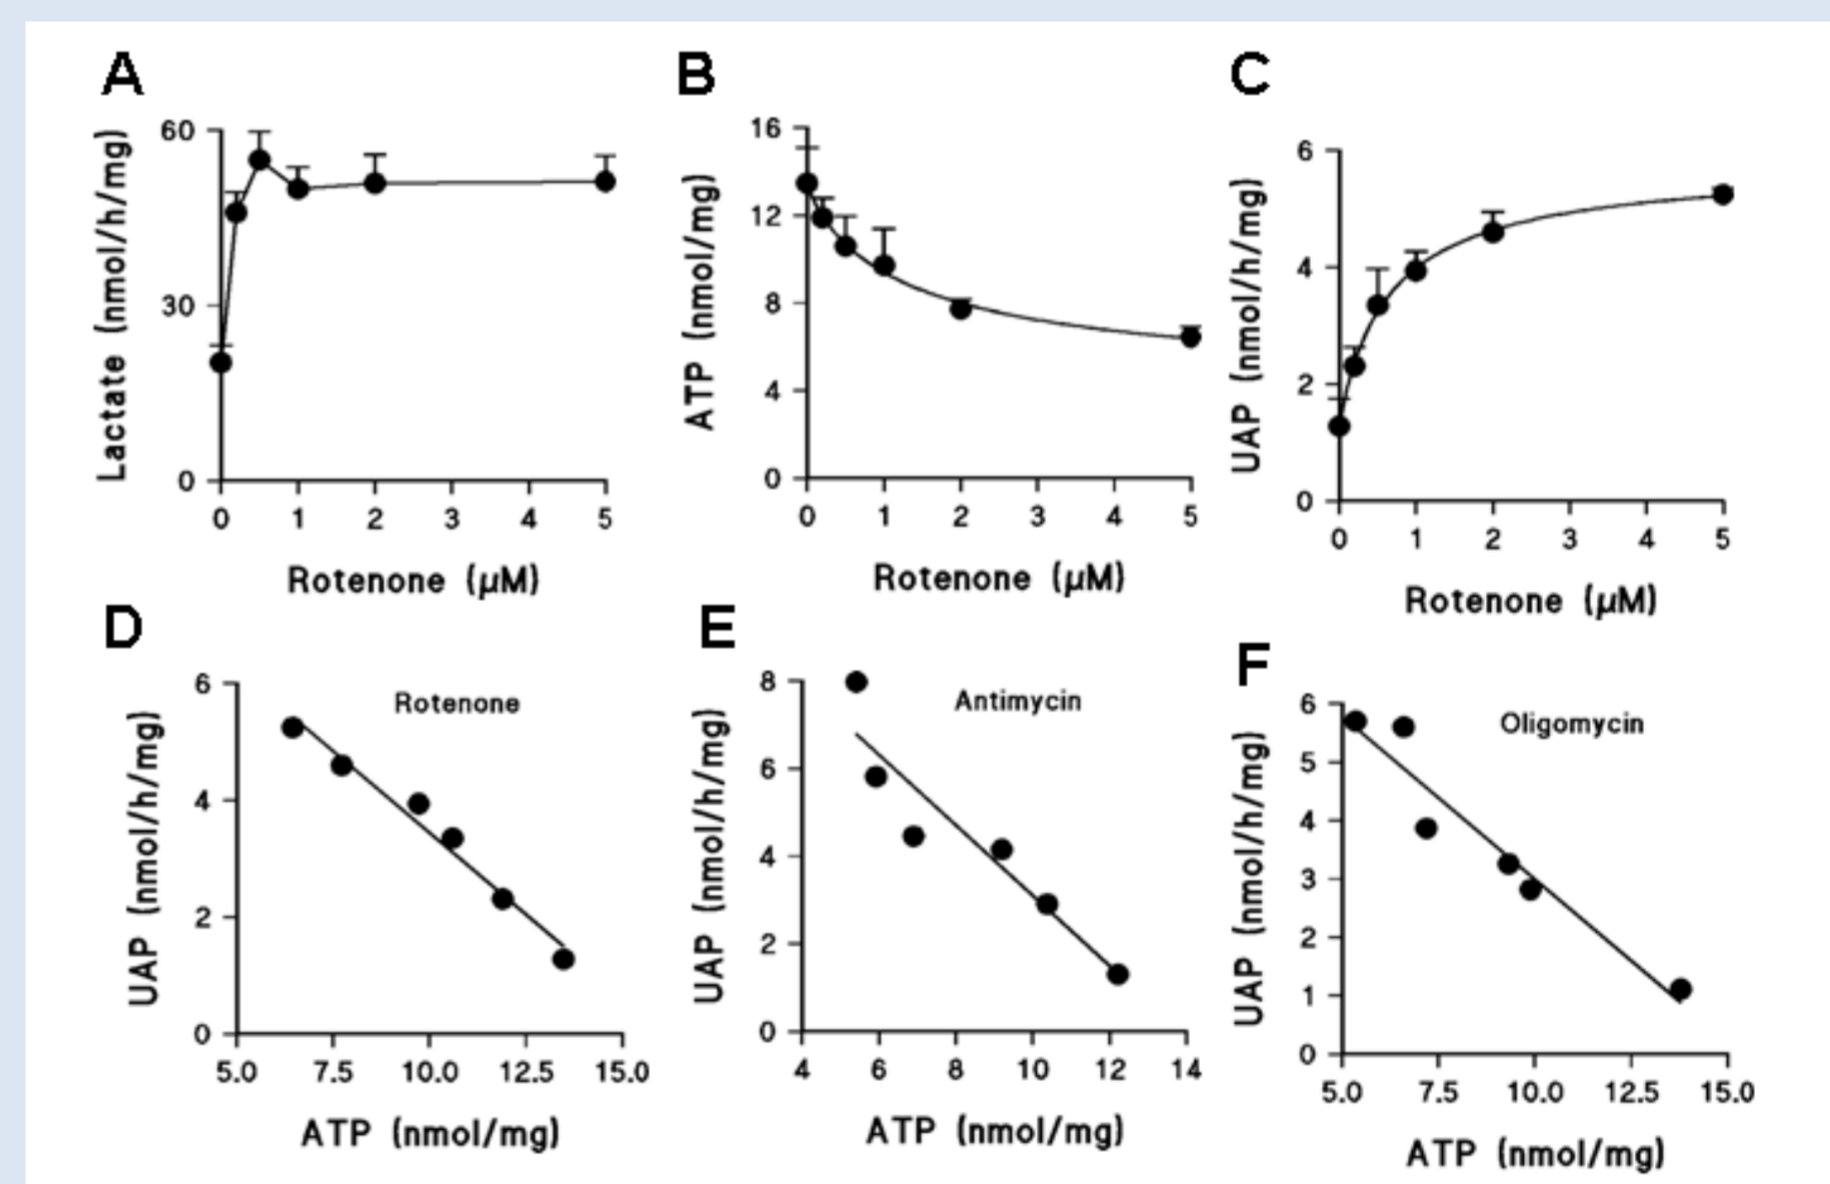 A
Lactate (nmol/h/mg)
60
30
0
0 1 2 3 4 5
Rotenone (µM)
B
ATP (nmol/mg)
16
12
8
4
0
0 1 2 3 4 5
Rotenone (µM)
C
UAP (nmol/h/mg)
6
4
2
0
0 1 2 3 4 5
Rotenone (µM)
D
UAP (nmol/h/mg)
Rotenone
6
4
2
0
5.0 7.5 10.0 12.5 15.0
ATP (nmol/mg)
E
UAP (nmol/h/mg)
Antimycin
8
6
4
2
0
4 6 8 10 12 14
ATP (nmol/mg)
F
UAP (nmol/h/mg)
Oligomycin
6
5
4
3
2
1
0
5.0 7.5 10.0 12.5 15.0
ATP (nmol/mg)